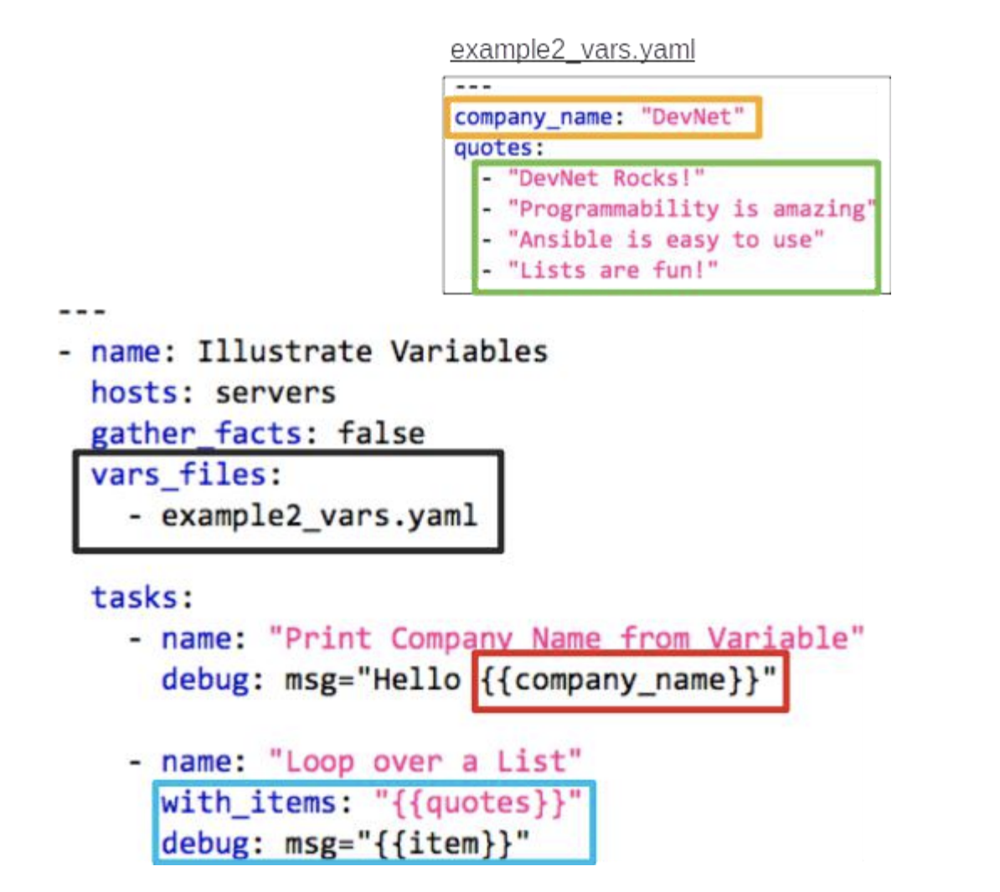 example2_vars.yaml
---
company_name: "DevNet"
quotes:
  - "DevNet Rocks!"
  - "Programmability is amazing"
  - "Ansible is easy to use"
  - "Lists are fun!"
---
- name: Illustrate Variables
  hosts: servers
  gather_facts: false
  vars_files:
    - example2_vars.yaml
  tasks:
    - name: "Print Company Name from Variable"
      debug: msg="Hello {{company_name}}"
    - name: "Loop over a List"
      with_items: "{{quotes}}"
      debug: msg="{{item}}"